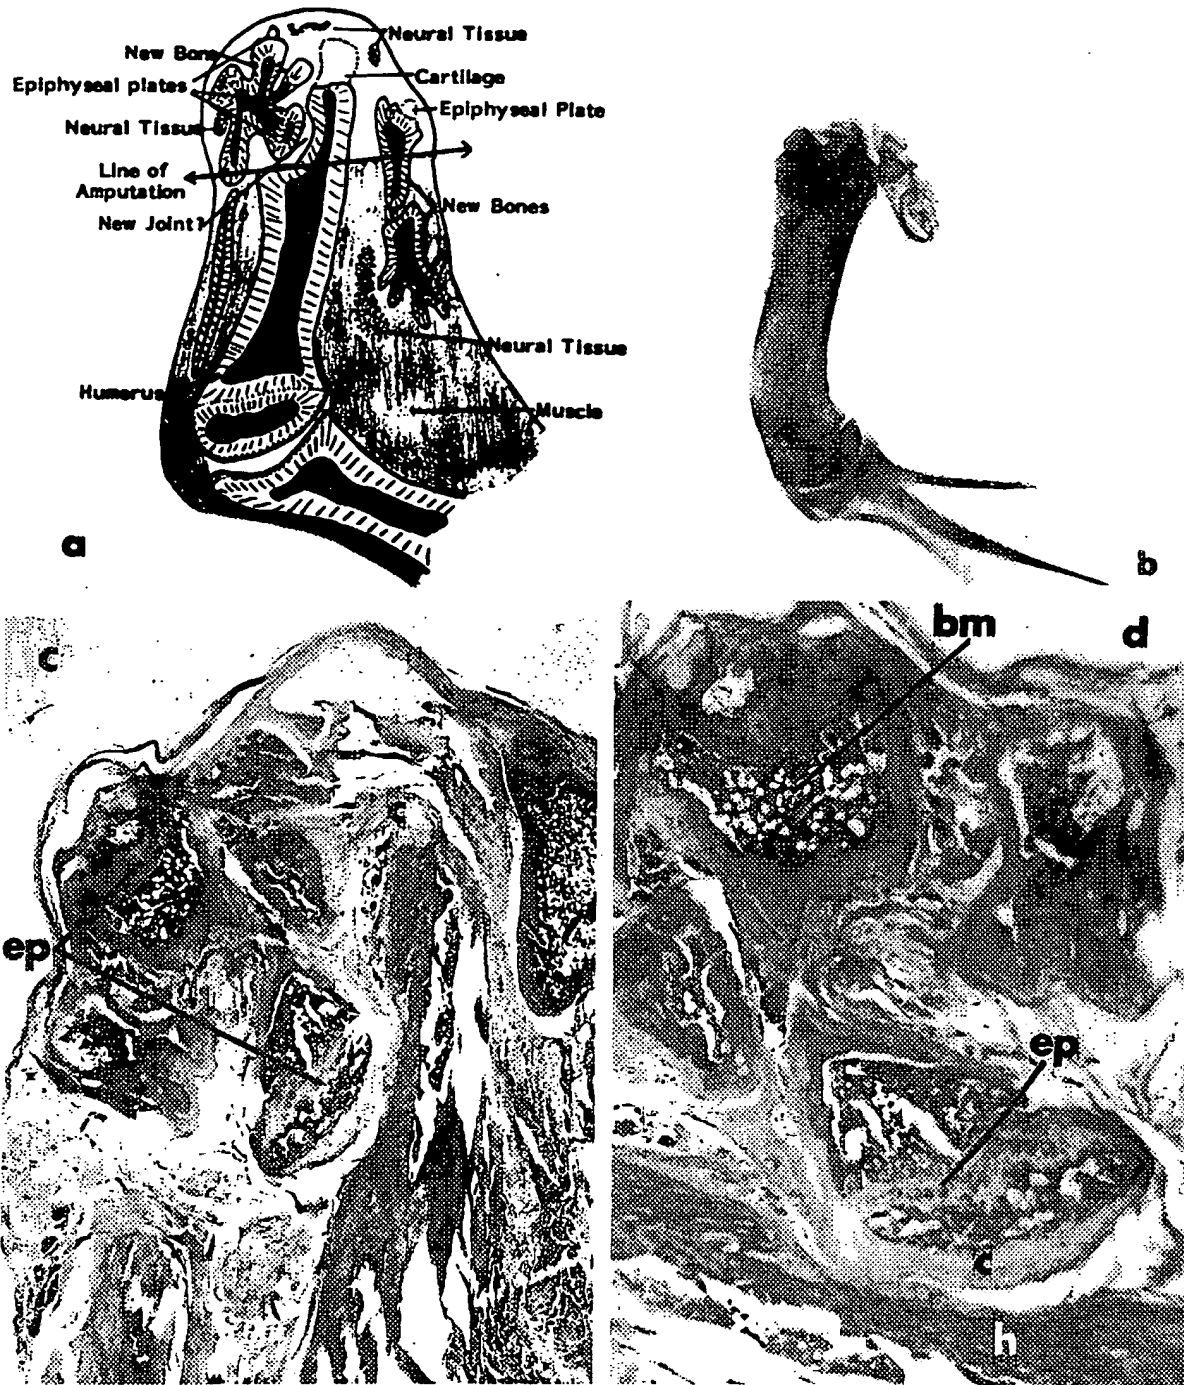 Neural Tissue
New Bone
Epiphyseal plates
Cartilage
Epiphyseal Plate
Neural Tissue
Line of
Amputation
New Joint?
New Bones
Neural Tissue
Humerus
Muscle
a
b
c
bm
d
ep
ep
c
h